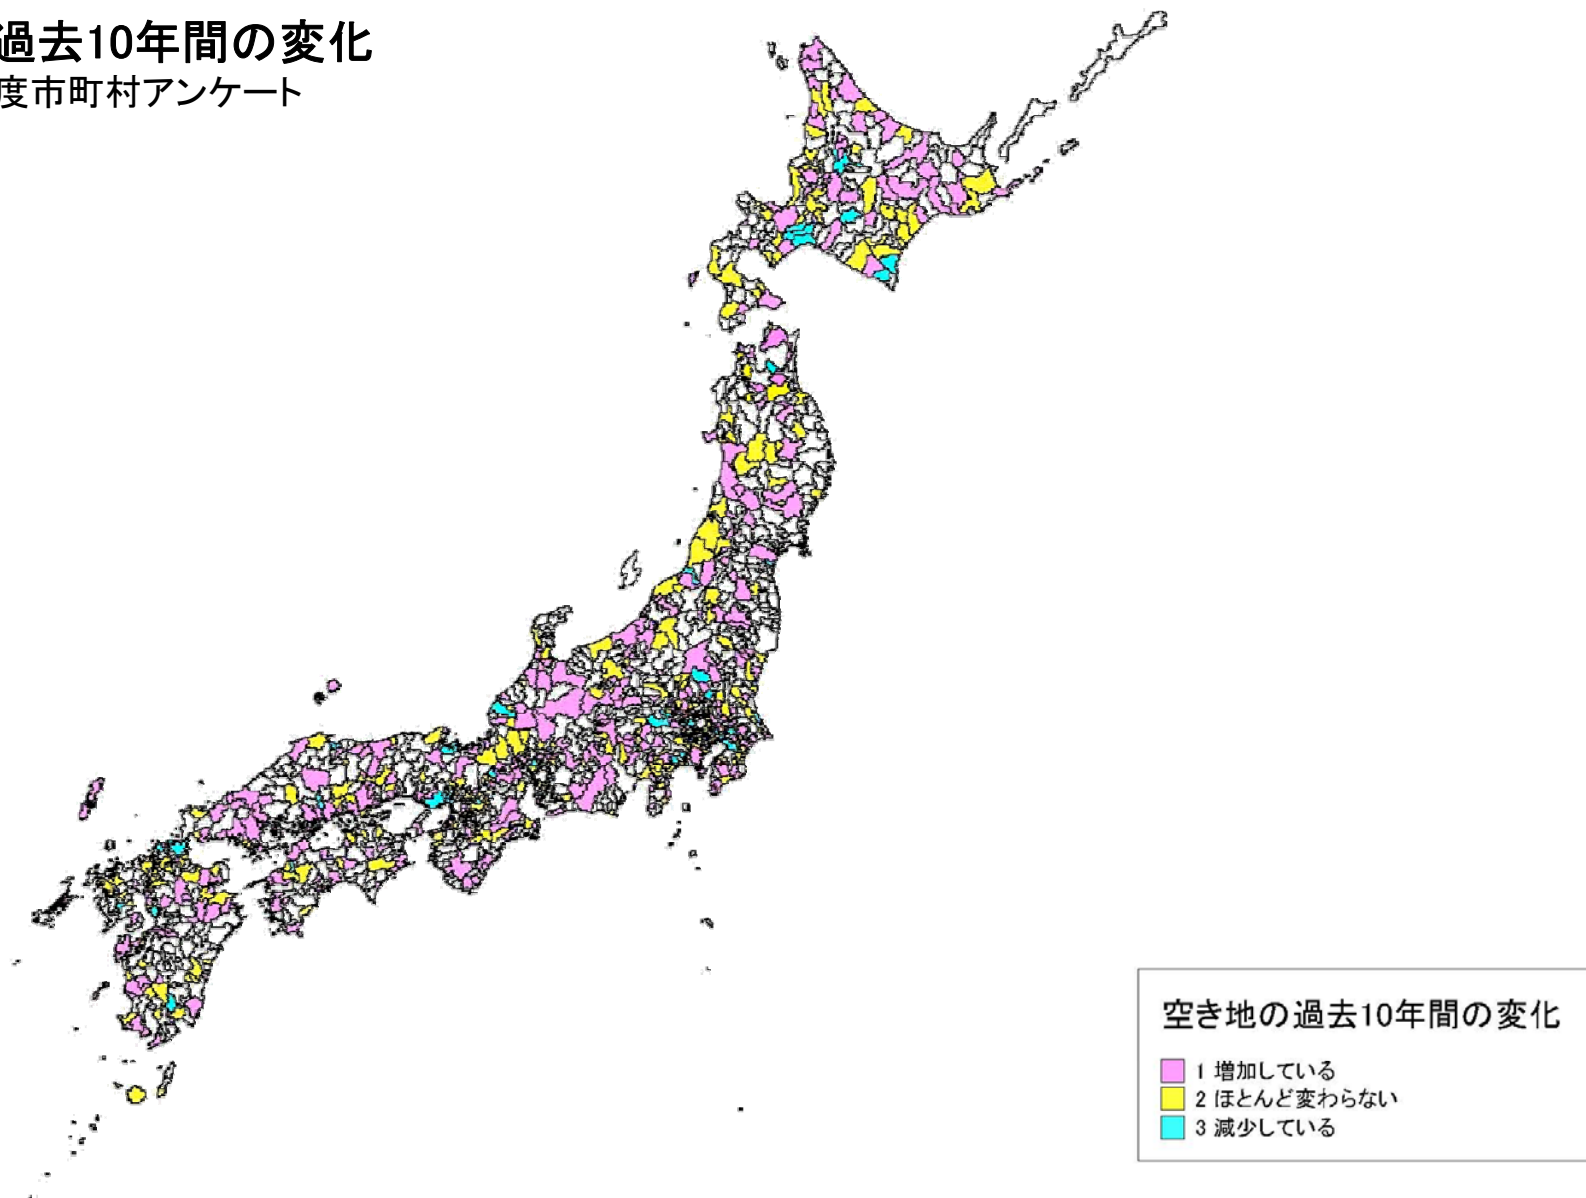 過去10年間の変化
度市町村アンケート
空き地の過去10年間の変化
1 増加している
2 ほとんど変わらない
3 減少している